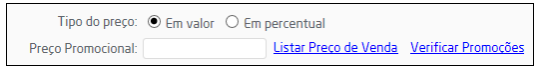 Tipo do preço: Em valor Em percentual
Preço Promocional: Listar Preço de Venda Verificar Promoções